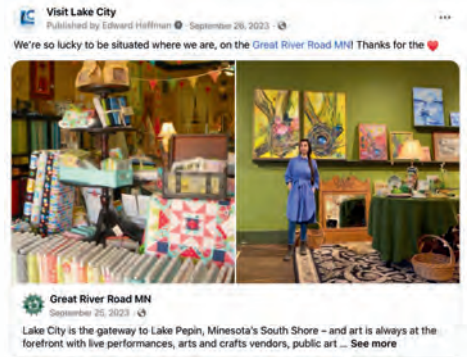 Visit Lake City
Published by Edward Hoffman · September 26, 2023 ·
We're so lucky to be situated where we are, on the Great River Road MN! Thanks for the ❤️
Great River Road MN
September 25, 2023 ·
Lake City is the gateway to Lake Pepin, Minesota's South Shore – and art is always at the
forefront with live performances, arts and crafts vendors, public art ... See more